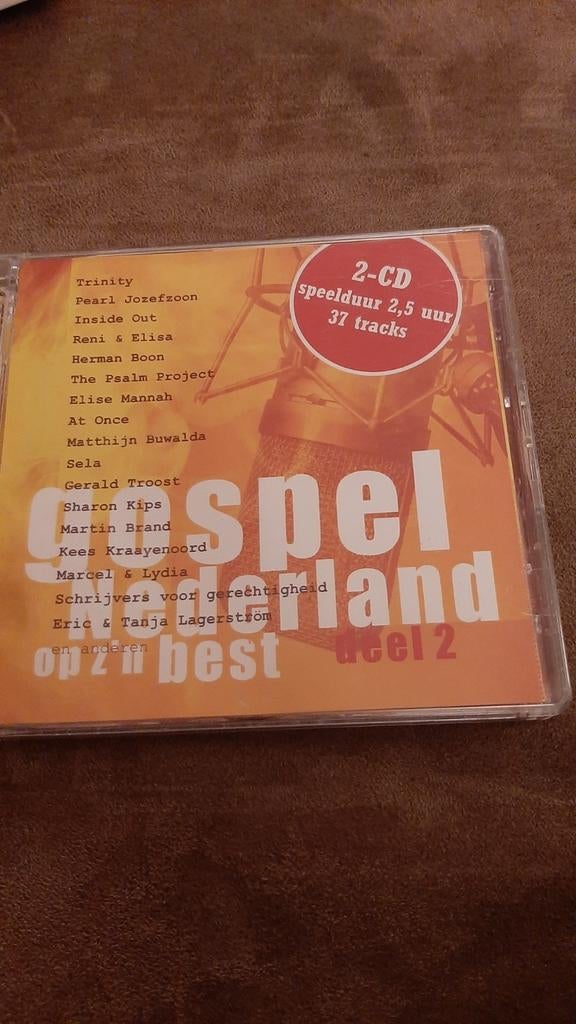 2-CD
speelduur 2,5 uur
37 tracks
Trinity
Pearl Jozefzoon
Inside Out
Reni & Elisa
Herman Boon
The Psalm Project
Elise Mannah
At Once
Matthijn Buwalda
Sela
Gerald Troost
Sharon Kips
Martin Brand
Kees Kraayenoord
Marcel & Lydia
Schrijvers voor gerechtigheid
Eric & Tanja Lagerström
en anderen
gospel
Nederland
op z'n best
deel 2